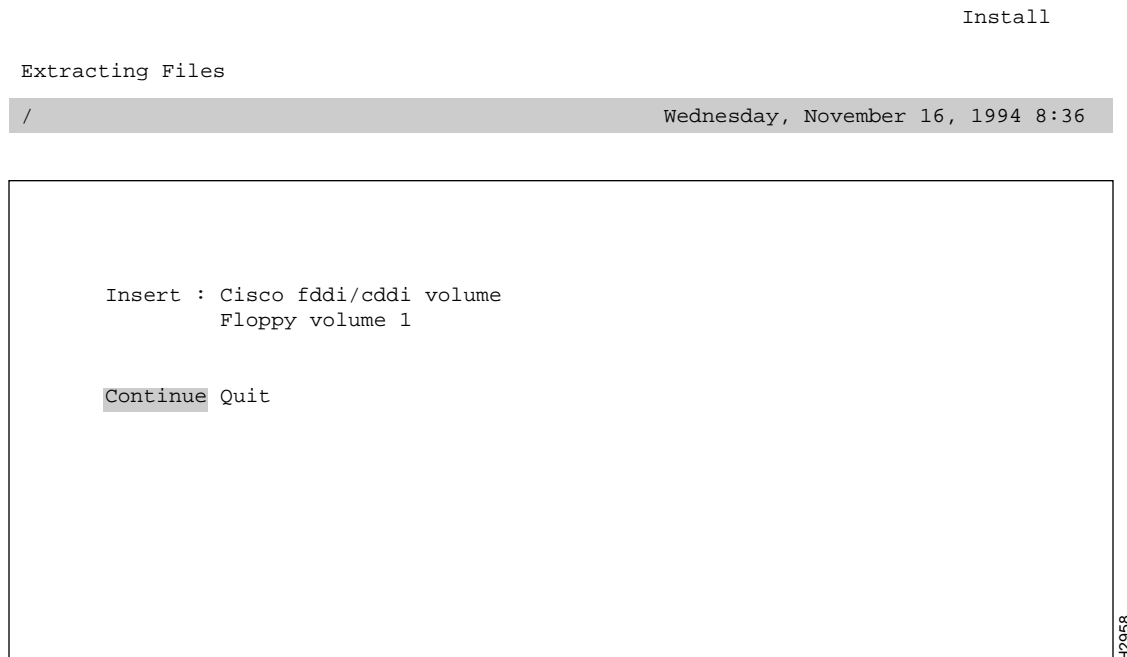 Install
Extracting Files
/ Wednesday, November 16, 1994 8:36
Insert : Cisco fddi/cddi volume
Floppy volume 1
Continue Quit
H2958